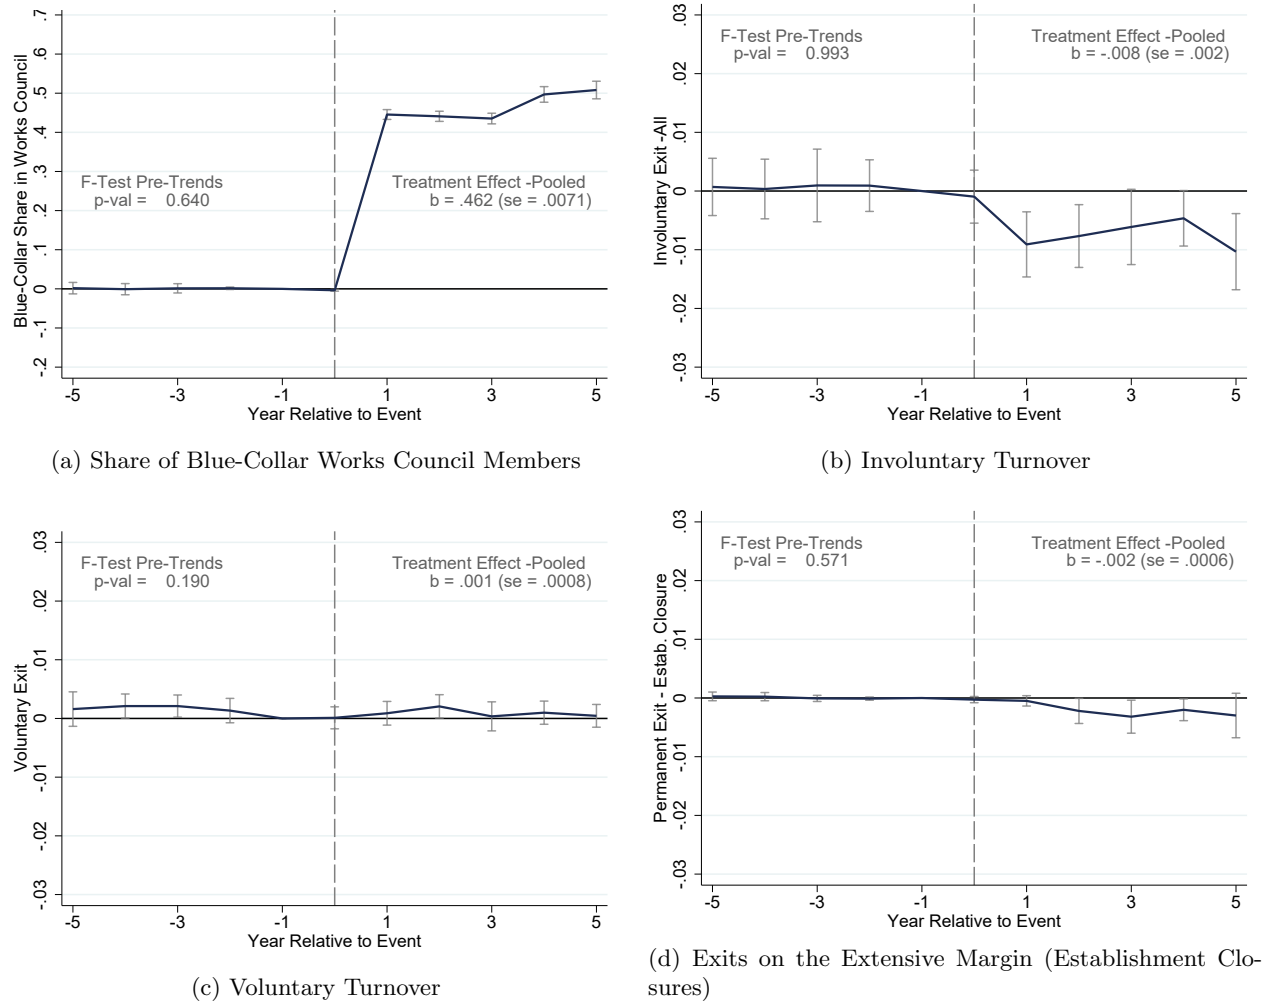 Blue-Collar Share in Works Council
.7
.6
.5
.4
.3
.2
.1
0
-.1
-.2
F-Test Pre-Trends
p-val = 0.640
Treatment Effect -Pooled
b = .462 (se = .0071)
-5 -3 -1 1 3 5
Year Relative to Event
(a) Share of Blue-Collar Works Council Members
Involuntary Exit -All
.03
.02
.01
0
-.01
-.02
-.03
F-Test Pre-Trends
p-val = 0.993
Treatment Effect -Pooled
b = -.008 (se = .002)
-5 -3 -1 1 3 5
Year Relative to Event
(b) Involuntary Turnover
Voluntary Exit
.03
.02
.01
0
-.01
-.02
-.03
F-Test Pre-Trends
p-val = 0.190
Treatment Effect -Pooled
b = .001 (se = .0008)
-5 -3 -1 1 3 5
Year Relative to Event
(c) Voluntary Turnover
Permanent Exit - Estab. Closure
.03
.02
.01
0
-.01
-.02
-.03
F-Test Pre-Trends
p-val = 0.571
Treatment Effect -Pooled
b = -.002 (se = .0006)
-5 -3 -1 1 3 5
Year Relative to Event
(d) Exits on the Extensive Margin (Establishment Clo-
sures)